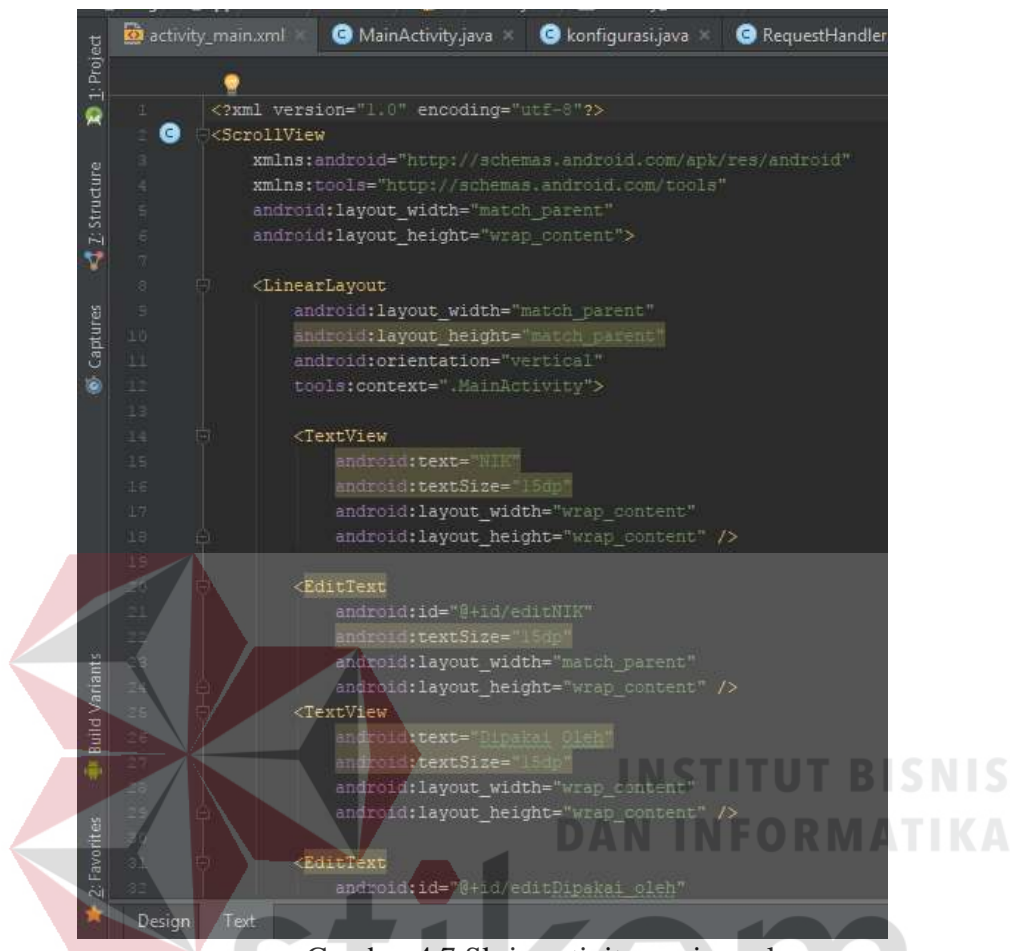 activity_main.xml × MainActivity.java × konfigurasi.java × RequestHandler
1: Project
7: Structure
Captures
Build Variants
2: Favorites
1 <?xml version="1.0" encoding="utf-8"?>
2 <ScrollView
3 xmlns:android="http://schemas.android.com/apk/res/android"
4 xmlns:tools="http://schemas.android.com/tools"
5 android:layout_width="match_parent"
6 android:layout_height="wrap_content">
7
8 <LinearLayout
9 android:layout_width="match_parent"
10 android:layout_height="match_parent"
11 android:orientation="vertical"
12 tools:context=".MainActivity">
13
14 <TextView
15 android:text="NIK"
16 android:textSize="15dp"
17 android:layout_width="wrap_content"
18 android:layout_height="wrap_content" />
19
20 <EditText
21 android:id="@+id/editNIK"
22 android:textSize="15dp"
23 android:layout_width="match_parent"
24 android:layout_height="wrap_content" />
25 <TextView
26 android:text="Dipakai Oleh"
27 android:textSize="15dp"
28 android:layout_width="wrap_content"
29 android:layout_height="wrap_content" />
30
31 <EditText
32 android:id="@+id/editDipakai_oleh"
Design Text
INSTITUT BISNIS
DAN INFORMATIKA
stikom